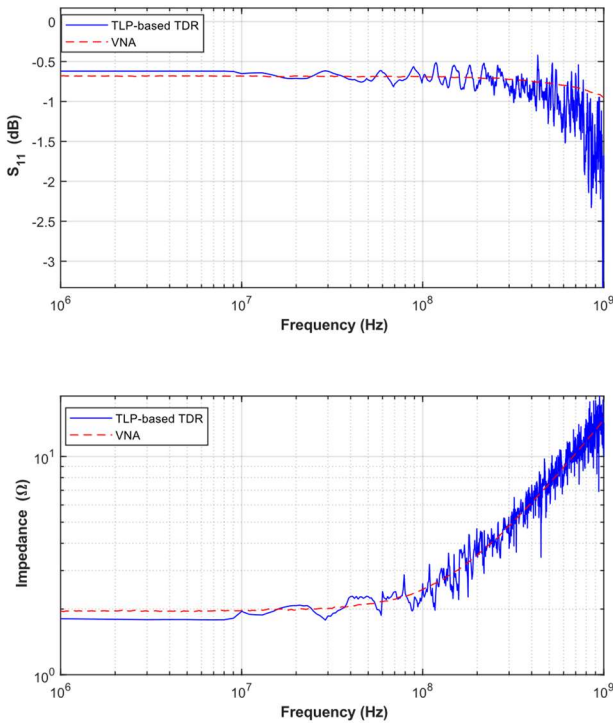 0
TLP-based TDR
VNA
-0.5
-1
-1.5
-2
-2.5
-3
S11 (dB)
10^6
10^7
10^8
10^9
Frequency (Hz)
TLP-based TDR
VNA
10^1
10^0
Impedance (Ω)
10^6
10^7
10^8
10^9
Frequency (Hz)